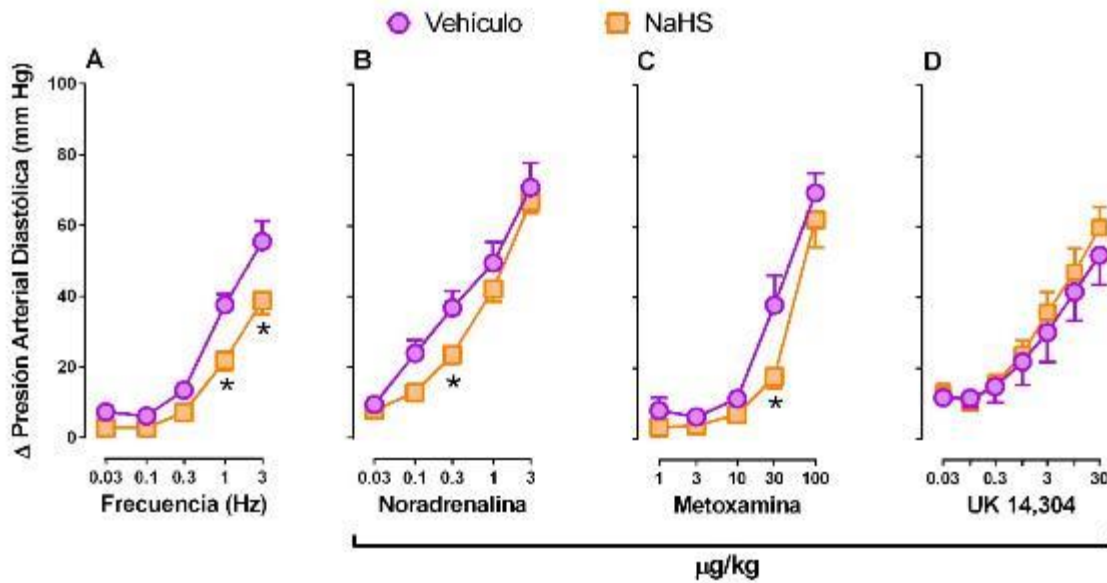 Vehículo NaHS
A B C D
Δ Presión Arterial Diastólica (mm Hg)
100
80
60
40
20
0
0.03 0.1 0.3 1 3
Frecuencia (Hz)
*
*
0.03 0.1 0.3 1 3
Noradrenalina
*
1 3 10 30 100
Metoxamina
*
0.03 0.3 3 30
UK 14,304
μg/kg